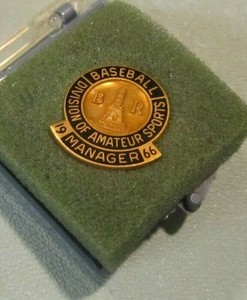 BASEBALL
DIVISION OF AMATEUR SPORTS
B R
19 66
MANAGER